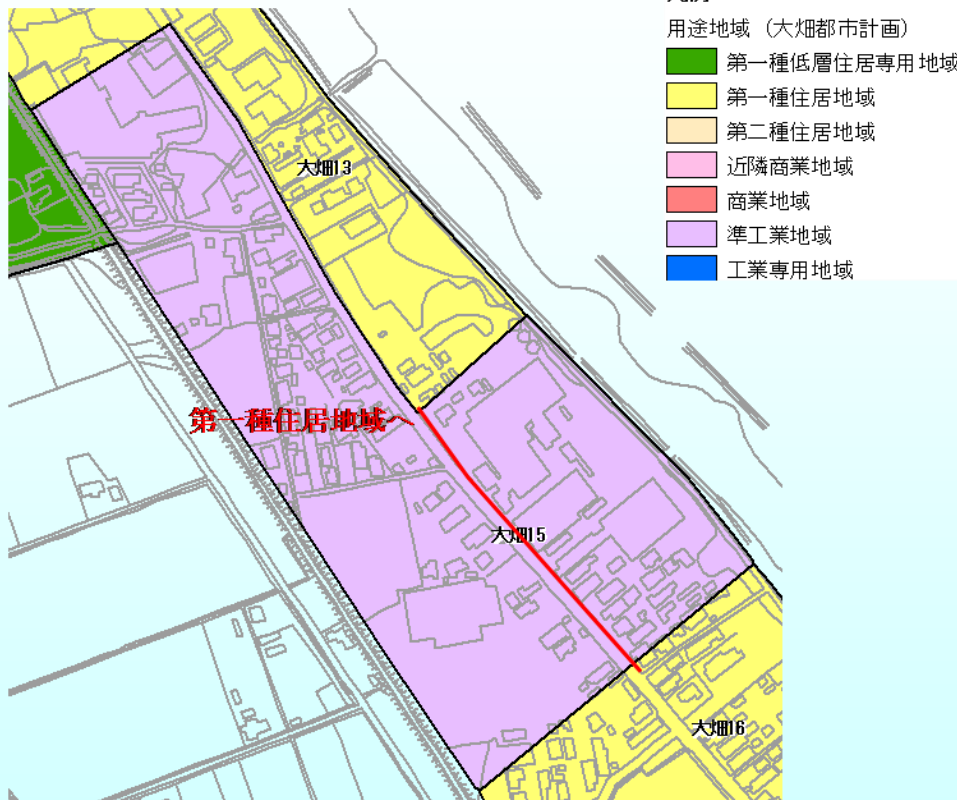 用途地域（大畑都市計画）
第一種低層住居専用地域
第一種住居地域
第二種住居地域
近隣商業地域
商業地域
準工業地域
工業専用地域
大畑13
第一種住居地域へ
大畑15
大畑16